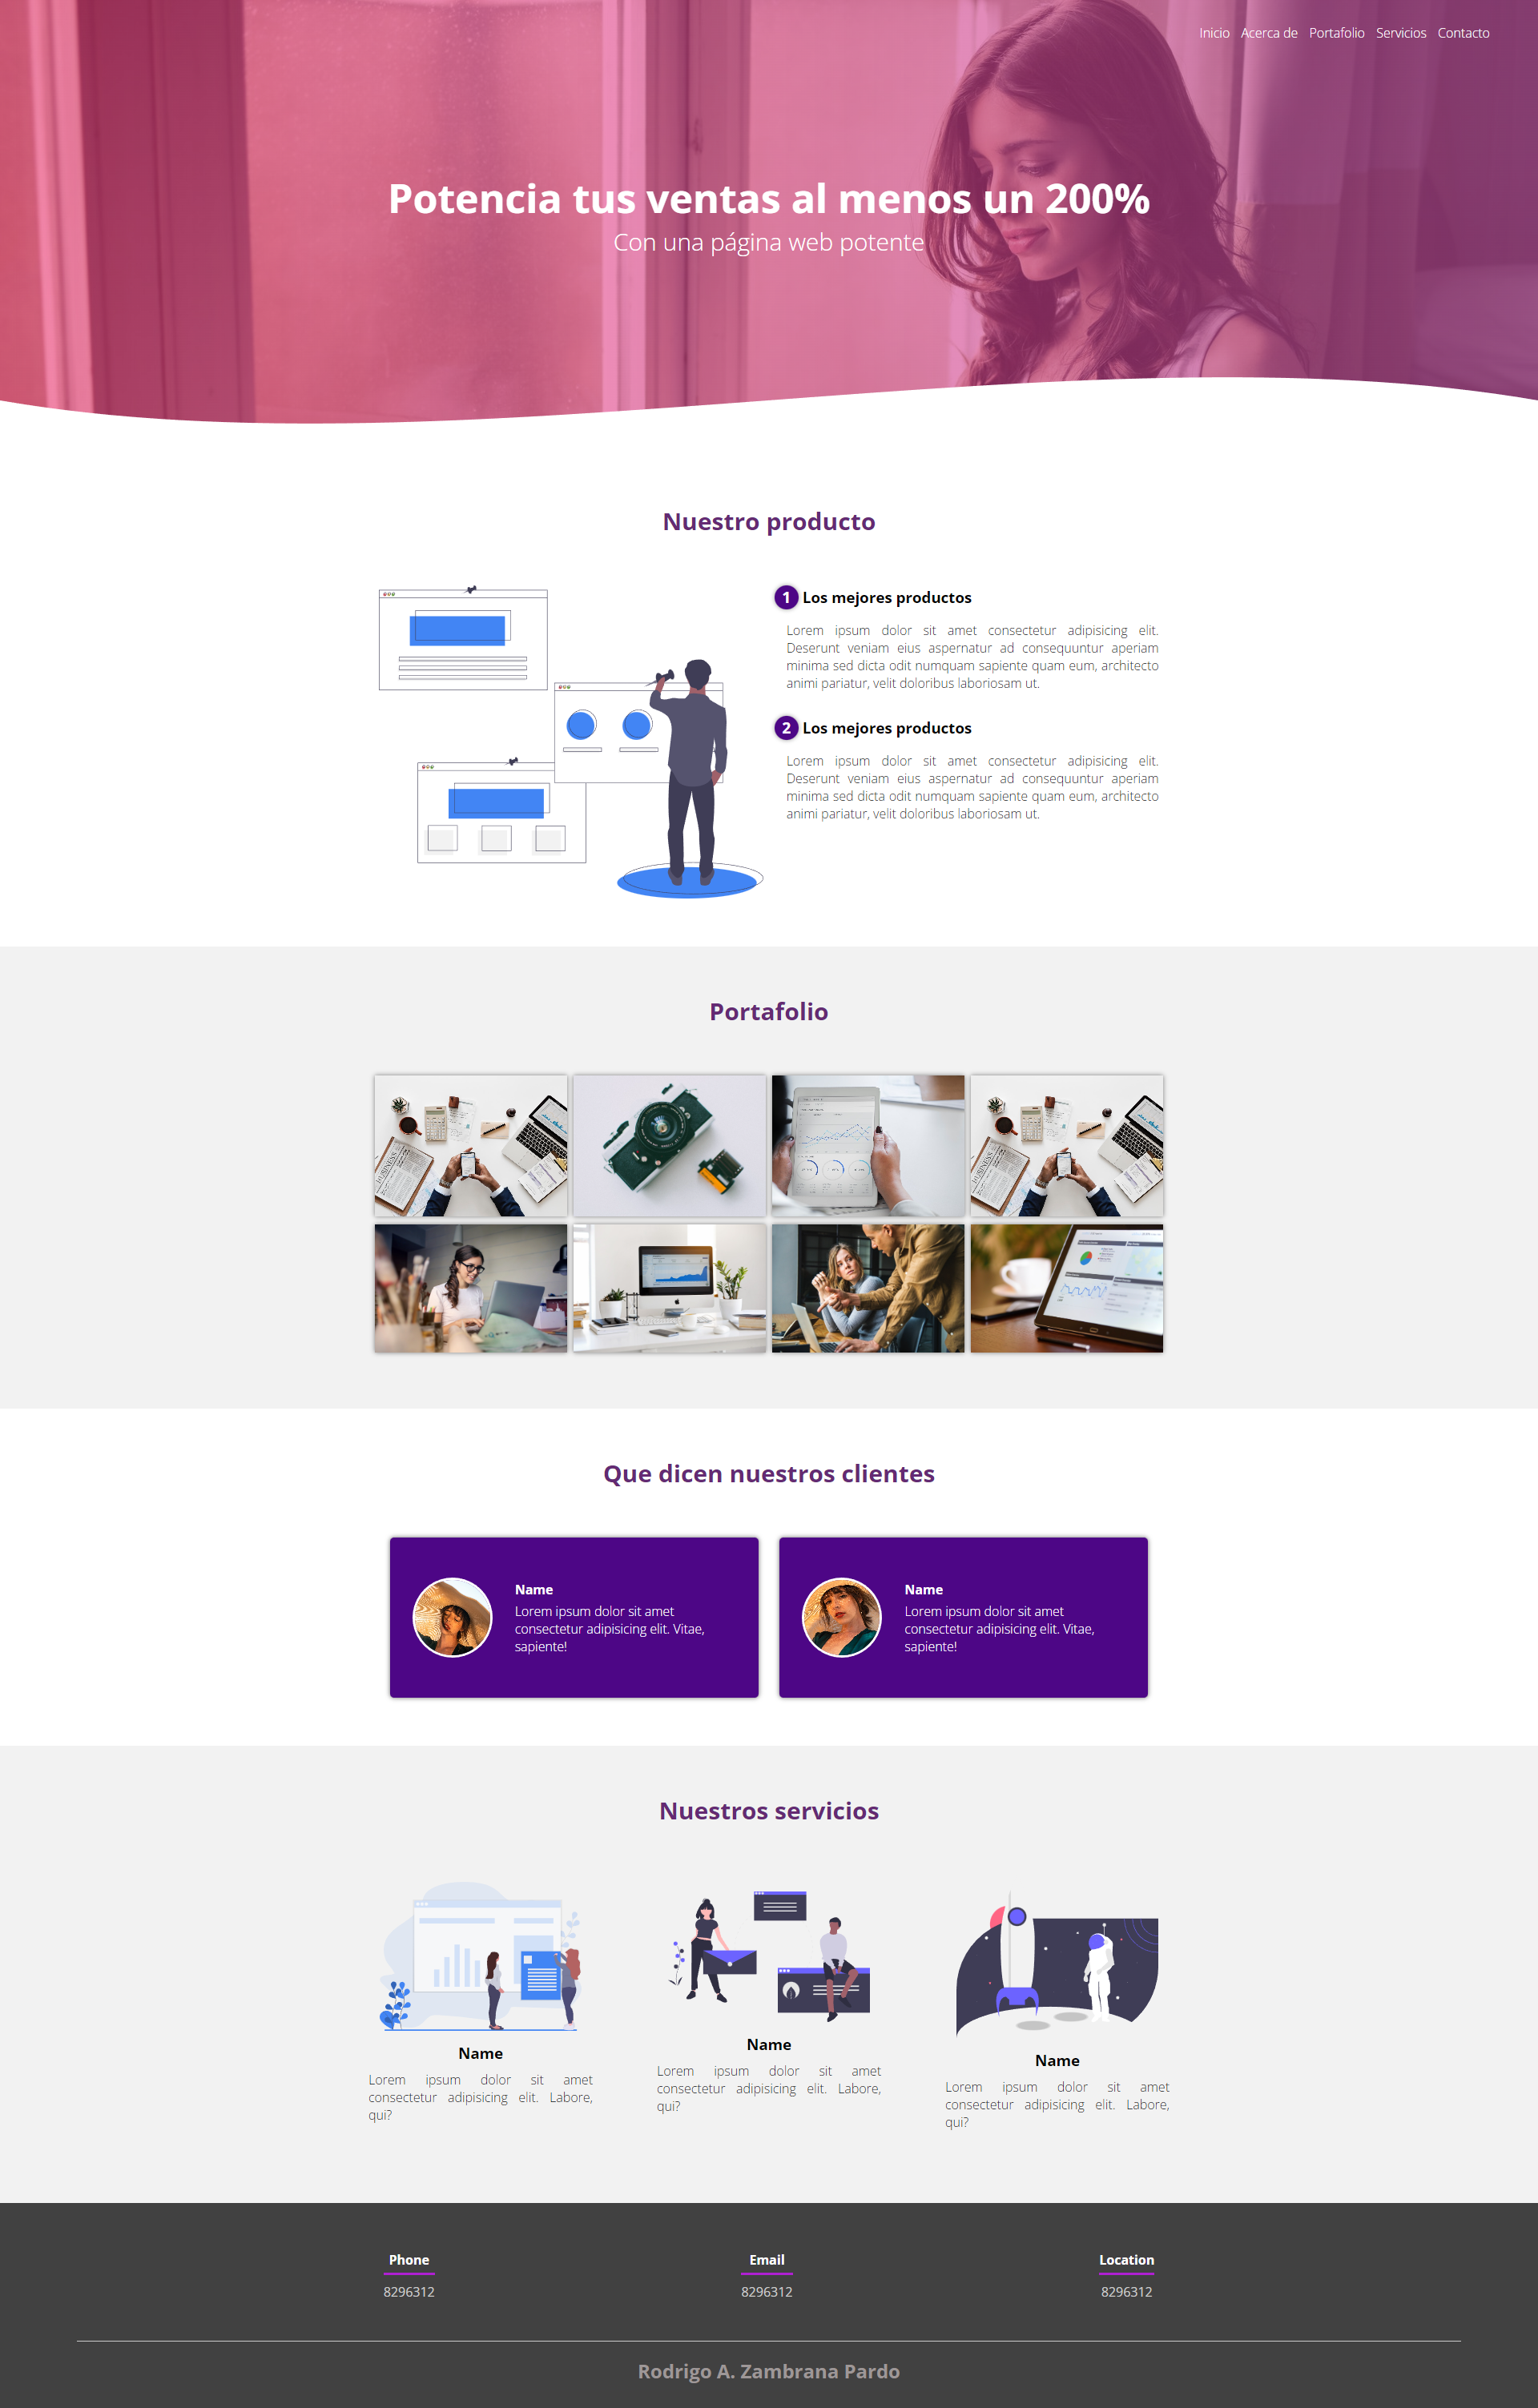 Inicio Acerca de Portafolio Servicios Contacto
Potencia tus ventas al menos un 200%
Con una página web potente
Nuestro producto
1 Los mejores productos
Lorem ipsum dolor sit amet consectetur adipisicing elit.
Deserunt veniam eius aspernatur ad consequuntur aperiam
minima sed dicta odit numquam sapiente quam eum, architecto
animi pariatur, velit doloribus laboriosam ut.
2 Los mejores productos
Lorem ipsum dolor sit amet consectetur adipisicing elit.
Deserunt veniam eius aspernatur ad consequuntur aperiam
minima sed dicta odit numquam sapiente quam eum, architecto
animi pariatur, velit doloribus laboriosam ut.
Portafolio
BUSINESS
BUSINESS
Que dicen nuestros clientes
Name
Lorem ipsum dolor sit amet
consectetur adipisicing elit. Vitae,
sapiente!
Name
Lorem ipsum dolor sit amet
consectetur adipisicing elit. Vitae,
sapiente!
Nuestros servicios
Name
Lorem ipsum dolor sit amet
consectetur adipisicing elit. Labore,
qui?
Name
Lorem ipsum dolor sit amet
consectetur adipisicing elit. Labore,
qui?
Name
Lorem ipsum dolor sit amet
consectetur adipisicing elit. Labore,
qui?
Phone
8296312
Email
8296312
Location
8296312
Rodrigo A. Zambrana Pardo